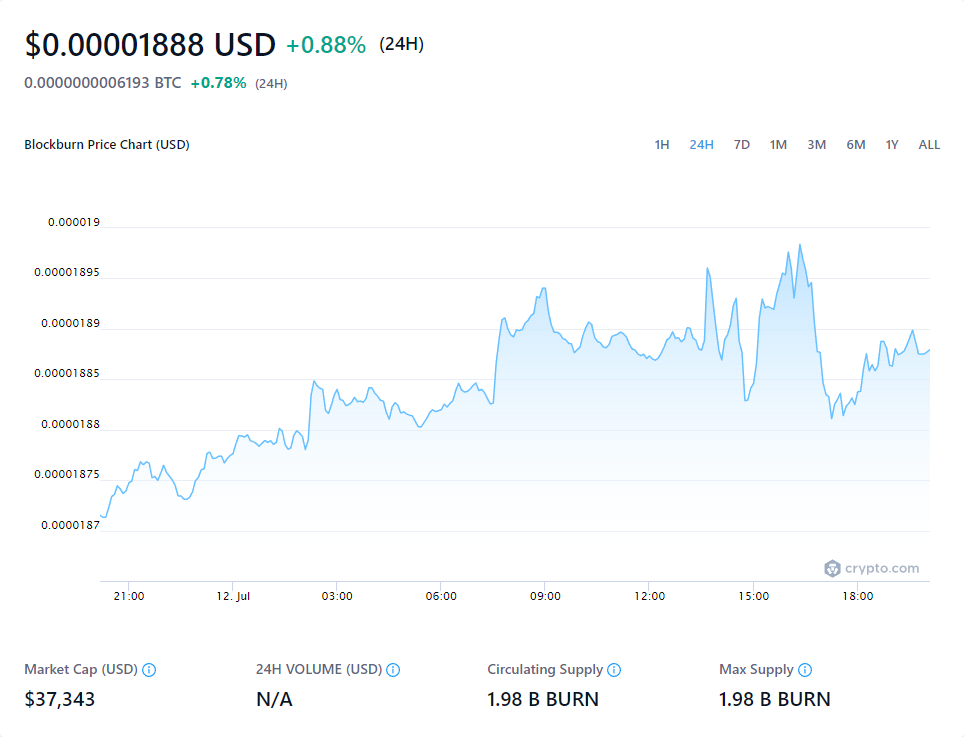 $0.00001888 USD +0.88% (24H)
0.0000000006193 BTC +0.78% (24H)
Blockburn Price Chart (USD) 1H 24H 7D 1M 3M 6M 1Y ALL
0.000019
0.00001895
0.0000189
0.00001885
0.0000188
0.00001875
0.0000187
crypto.com
21:00 12. Jul 03:00 06:00 09:00 12:00 15:00 18:00
Market Cap (USD) 24H VOLUME (USD) Circulating Supply Max Supply
$37,343 N/A 1.98 B BURN 1.98 B BURN